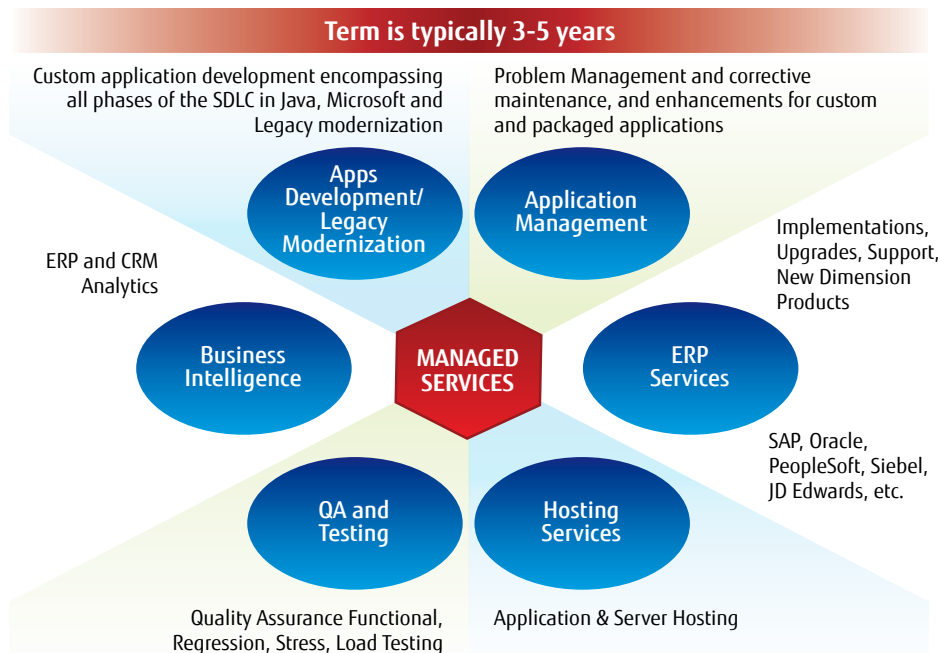 Term is typically 3-5 years
Custom application development encompassing
all phases of the SDLC in Java, Microsoft and
Legacy modernization
Problem Management and corrective
maintenance, and enhancements for custom
and packaged applications
Apps
Development/
Legacy
Modernization
Application
Management
ERP and CRM
Analytics
Implementations,
Upgrades, Support,
New Dimension
Products
Business
Intelligence
MANAGED
SERVICES
ERP
Services
SAP, Oracle,
PeopleSoft, Siebel,
JD Edwards, etc.
QA and
Testing
Hosting
Services
Quality Assurance Functional,
Regression, Stress, Load Testing
Application & Server Hosting